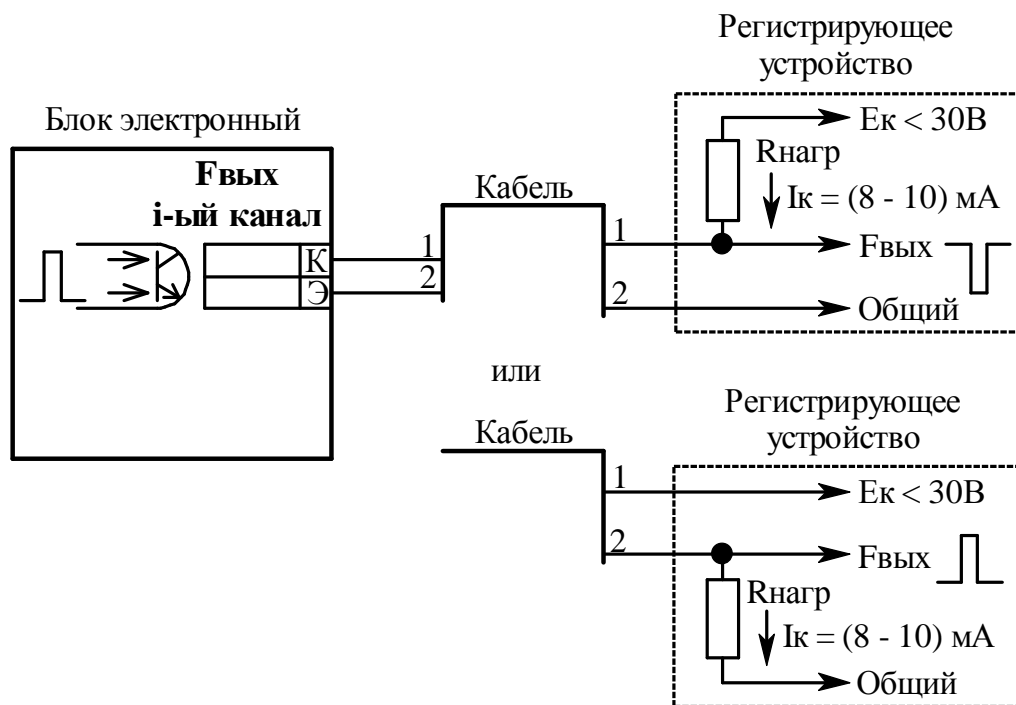 Регистрирующее
устройство
Блок электронный
Fвых
i-ый канал
К
Э
Кабель
1
2
1
2
Ек < 30В
Rнагр
Iк = (8 - 10) мА
Fвых
Общий
или
Кабель
1
2
Регистрирующее
устройство
Ек < 30В
Fвых
Rнагр
Iк = (8 - 10) мА
Общий